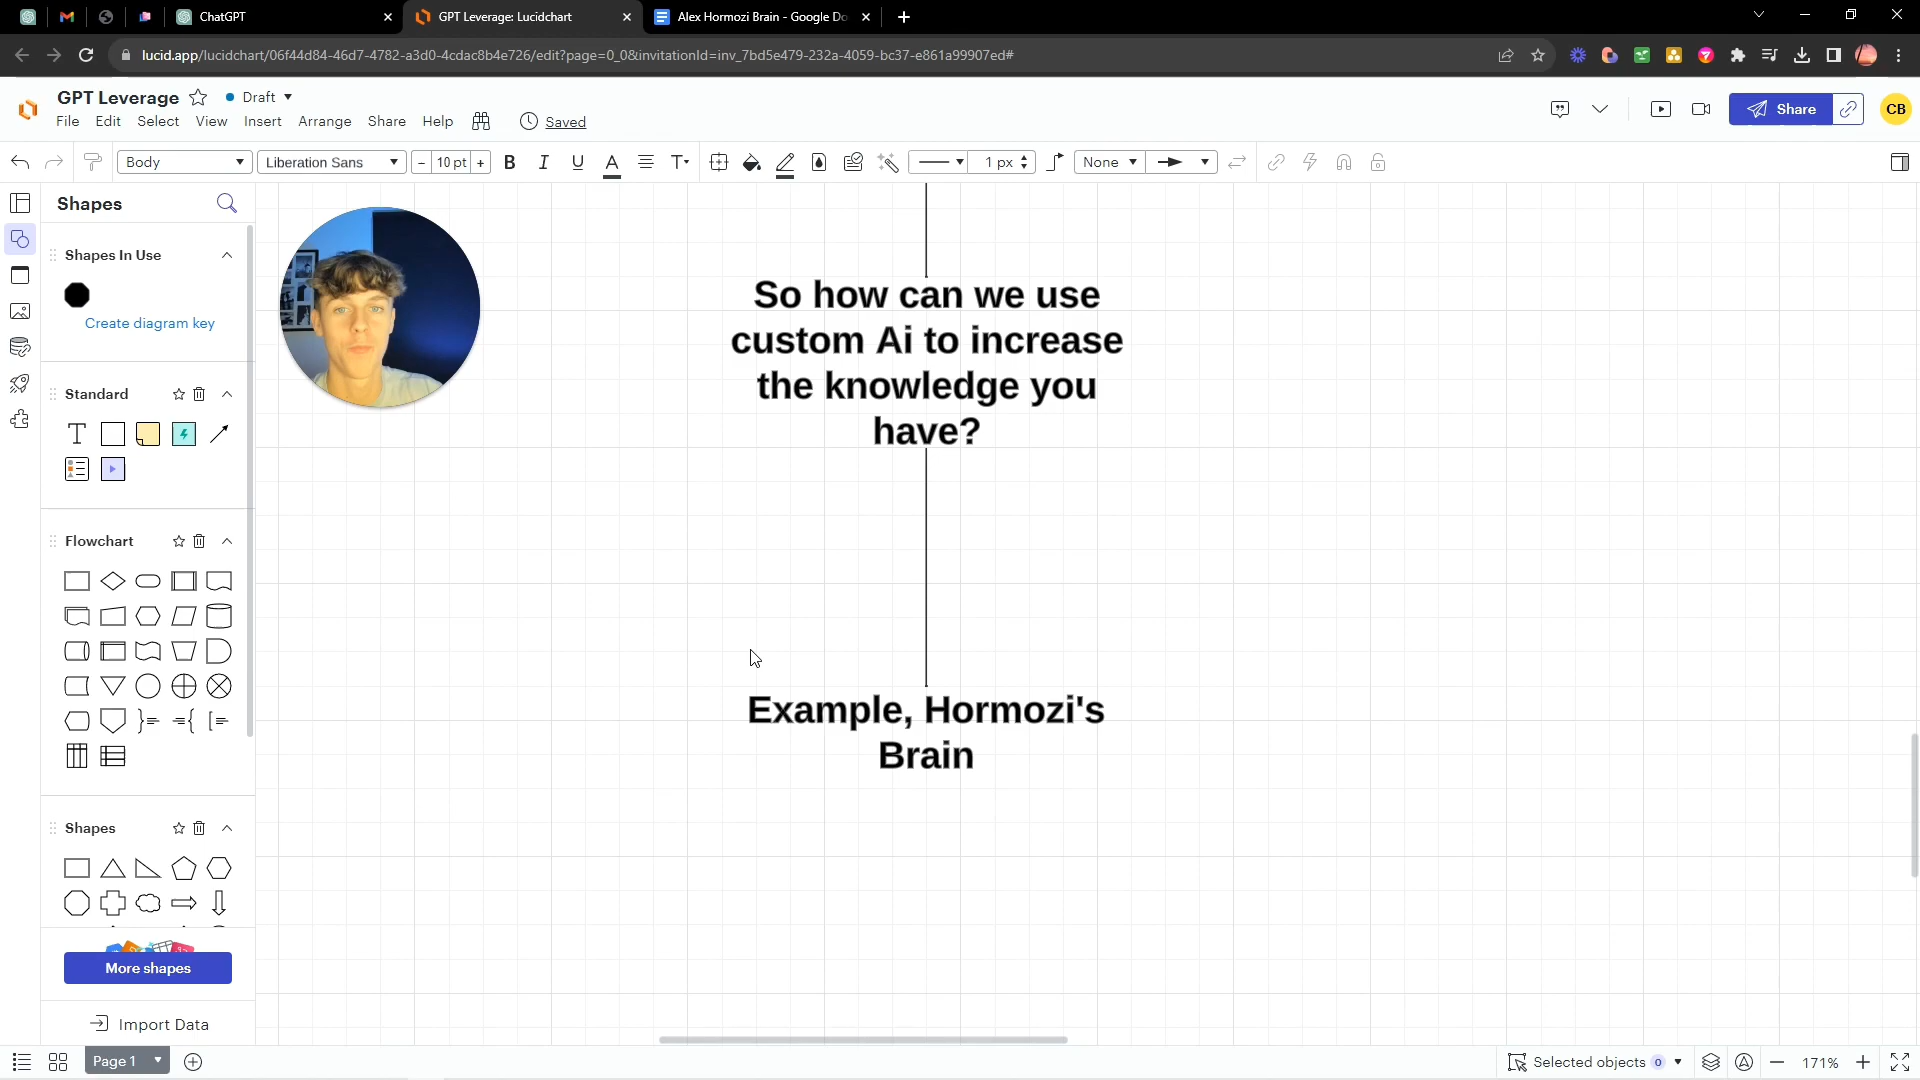 ChatGPT
GPT Leverage: Lucidchart
Alex Hormozi Brain - Google Do
lucid.app/lucidchart/06f44d84-46d7-4782-a3d0-4cdac8b4e726/edit?page=0_0&invitationId=inv_7bd5e479-232a-4059-bc37-e861a99907ed#
GPT Leverage
Draft
File Edit Select View Insert Arrange Share Help
Saved
Share
CB
Body
Liberation Sans
- 10 pt +
B I U A T
1 px
None
Shapes
Shapes In Use
Create diagram key
Standard
T
Flowchart
Shapes
More shapes
Import Data
So how can we use
custom Ai to increase
the knowledge you
have?
Example, Hormozi's
Brain
Page 1
Selected objects 0
171%